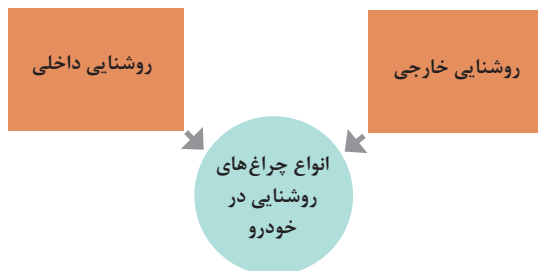 روشنایی خارجی
روشنایی داخلی
انواع چراغ‌های
روشنایی در
خودرو